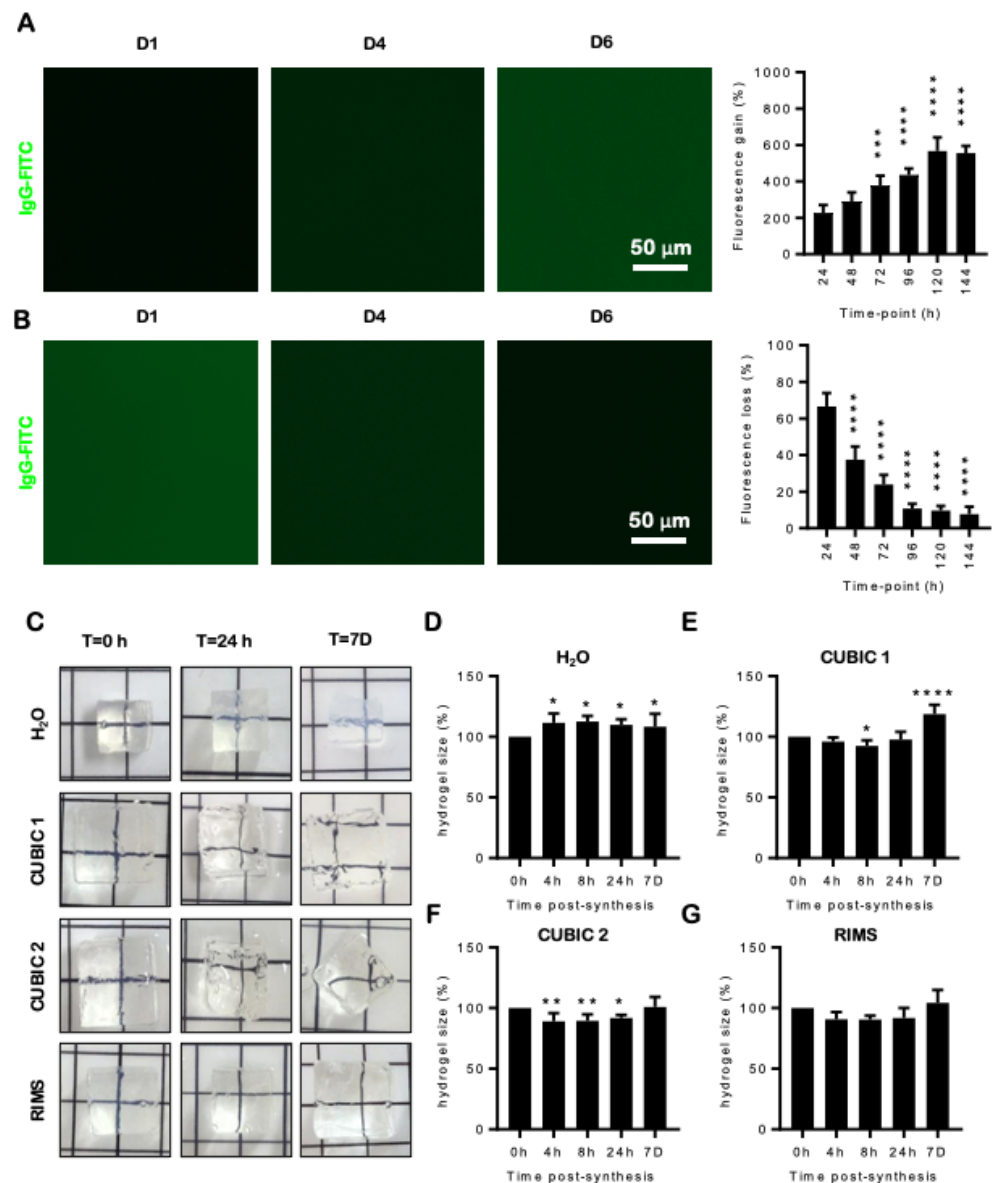 A
D1 D4 D6
IgG-FITC
50 µm
Fluorescence gain (%)
1000
800
600
400
200
0
*** **** **** ****
24 48 72 96 120 144
Time-point (h)
B
D1 D4 D6
IgG-FITC
50 µm
Fluorescence loss (%)
100
80
60
40
20
0
**** **** **** **** ****
24 48 72 96 120 144
Time-point (h)
C
T=0 h T=24 h T=7D
H₂O
CUBIC 1
CUBIC 2
RIMS
D
H₂O
hydrogel size (%)
150
100
50
0
* * * *
0h 4h 8h 24h 7D
Time post-synthesis
E
CUBIC 1
hydrogel size (%)
150
100
50
0
* ****
0h 4h 8h 24h 7D
Time post-synthesis
F
CUBIC 2
hydrogel size (%)
150
100
50
0
** ** *
0h 4h 8h 24h 7D
Time post-synthesis
G
RIMS
hydrogel size (%)
150
100
50
0
0h 4h 8h 24h 7D
Time post-synthesis